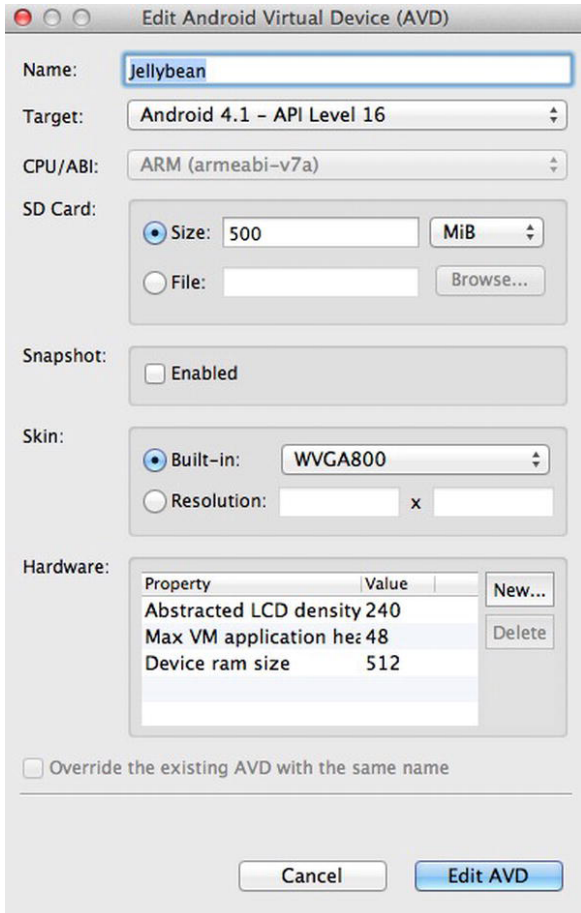 Edit Android Virtual Device (AVD)
Name: Jellybean
Target: Android 4.1 – API Level 16
CPU/ABI: ARM (armeabi-v7a)
SD Card:
Size: 500 MiB
File: Browse...
Snapshot:
Enabled
Skin:
Built-in: WVGA800
Resolution: x
Hardware:
Property Value
New...
Abstracted LCD density 240
Max VM application hea 48
Delete
Device ram size 512
Override the existing AVD with the same name
Cancel Edit AVD